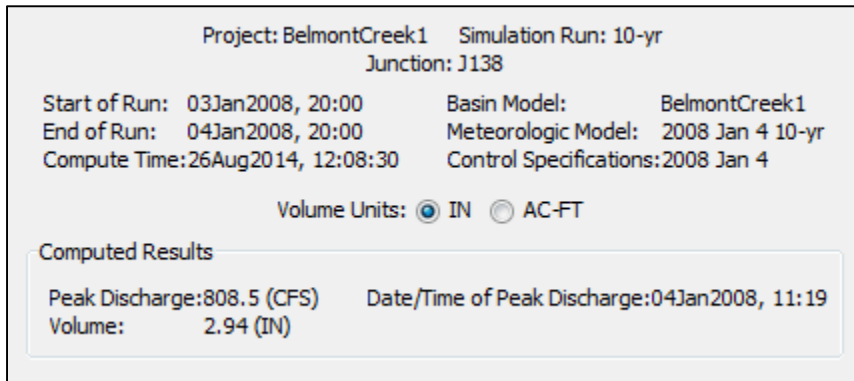 Project: BelmontCreek1 Simulation Run: 10-yr
Junction: J138
Start of Run: 03Jan2008, 20:00 Basin Model: BelmontCreek1
End of Run: 04Jan2008, 20:00 Meteorologic Model: 2008 Jan 4 10-yr
Compute Time:26Aug2014, 12:08:30 Control Specifications:2008 Jan 4
Volume Units: IN AC-FT
Computed Results
Peak Discharge:808.5 (CFS) Date/Time of Peak Discharge:04Jan2008, 11:19
Volume: 2.94 (IN)